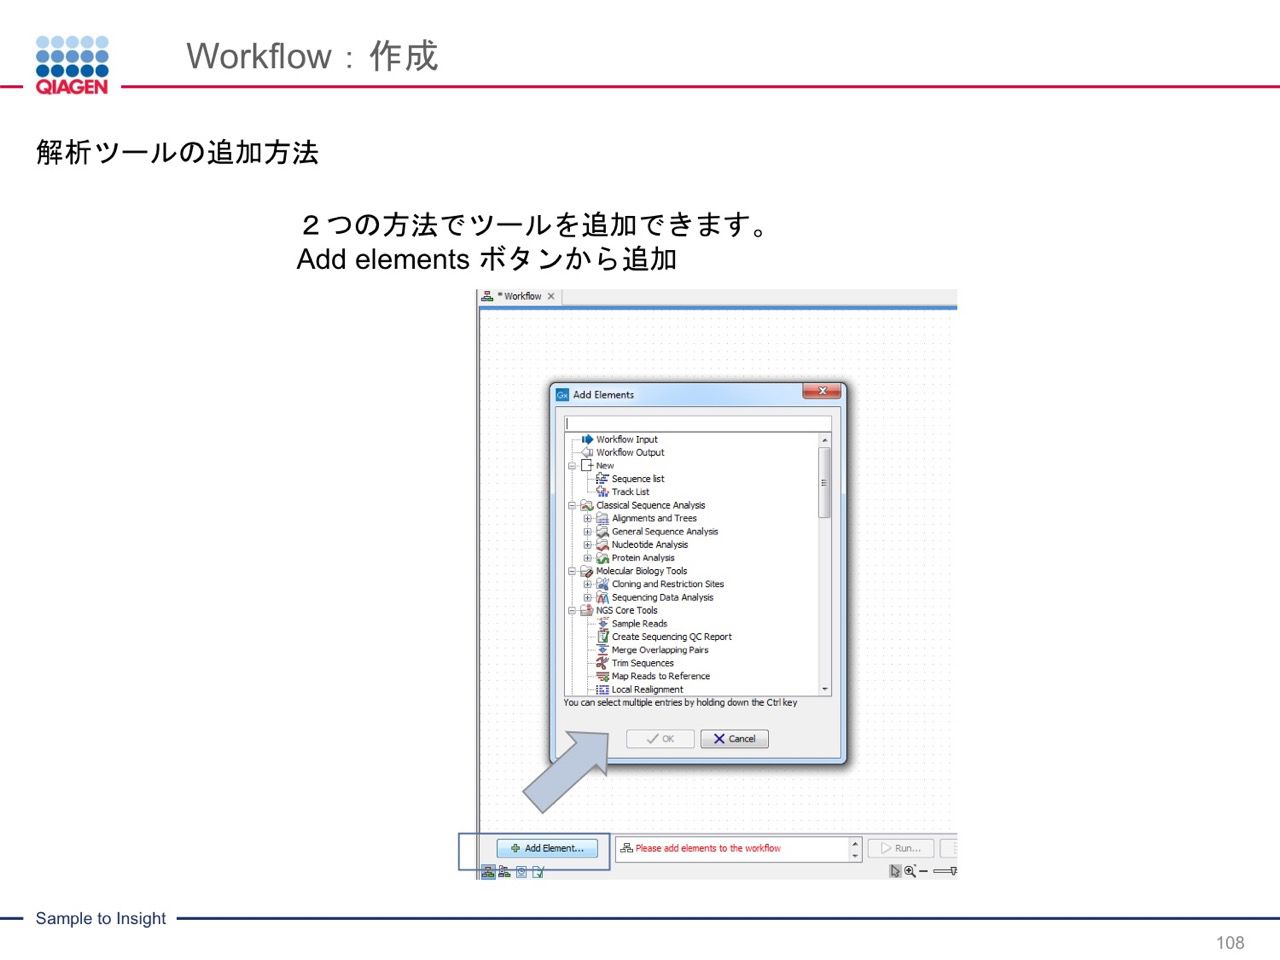 QIAGEN
Workflow：作成
解析ツールの追加方法
２つの方法でツールを追加できます。
Add elements ボタンから追加
* Workflow
Gx Add Elements
Workflow Input
Workflow Output
New
Sequence list
Track List
Classical Sequence Analysis
Alignments and Trees
General Sequence Analysis
Nucleotide Analysis
Protein Analysis
Molecular Biology Tools
Cloning and Restriction Sites
Sequencing Data Analysis
NGS Core Tools
Sample Reads
Create Sequencing QC Report
Merge Overlapping Pairs
Trim Sequences
Map Reads to Reference
Local Realignment
You can select multiple entries by holding down the Ctrl key
OK
Cancel
Add Element...
Please add elements to the workflow
Run...
Sample to Insight
108